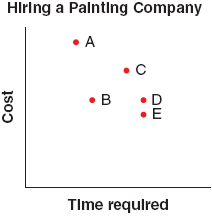 Hiring a Painting Company
A
C
B
D
E
Cost
Time required